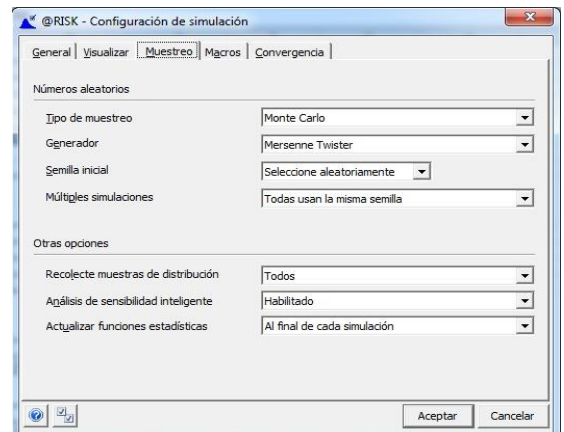 @RISK - Configuración de simulación
General Visualizar Muestreo Macros Convergencia
Números aleatorios
Tipo de muestreo Monte Carlo
Generador Mersenne Twister
Semilla inicial Seleccione aleatoriamente
Múltiples simulaciones Todas usan la misma semilla
Otras opciones
Recolecte muestras de distribución Todos
Análisis de sensibilidad inteligente Habilitado
Actualizar funciones estadísticas Al final de cada simulación
Aceptar Cancelar